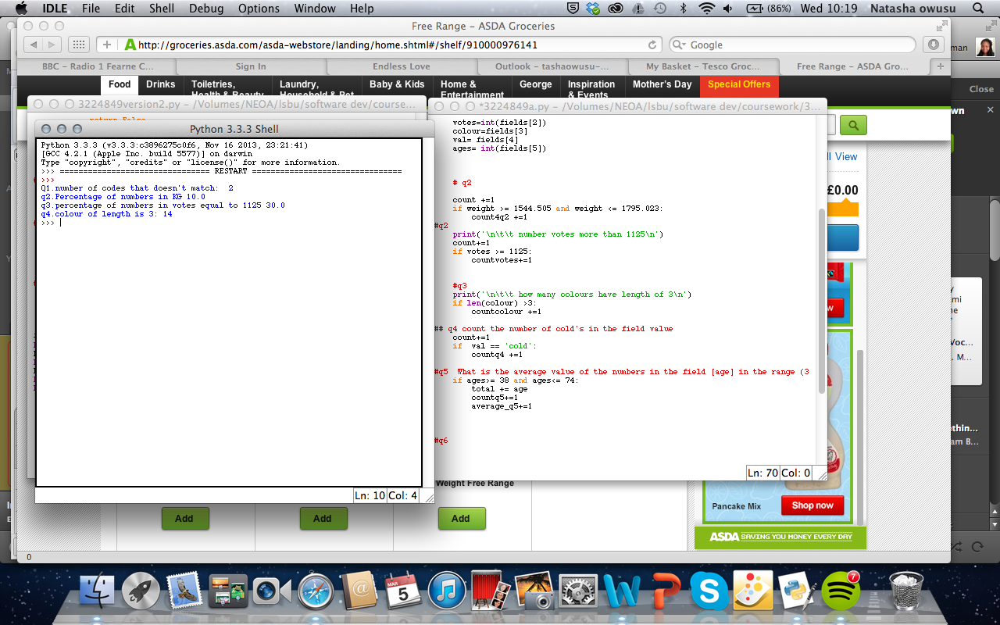 IDLE File Edit Shell Debug Options Window Help
(86%) Wed 10:19 Natasha owusu
Free Range – ASDA Groceries
http://groceries.asda.com/asda-webstore/landing/home.shtml#/shelf/910000976141
Google
BBC – Radio 1 Fearne C...
Sign In
Endless Love
Outlook – tashaowusu–...
My Basket – Tesco Groc...
Free Range – ASDA Gro...
Food
Drinks
Toiletries,
Health & Beauty
Laundry,
Household & Pet
Baby & Kids
Home &
Entertainment
George
Inspiration
& Events
Mother's Day
Special Offers
Close
3224849version2.py – /Volumes/NEOA/lsbu/software dev/course...
return False
*3224849a.py – /Volumes/NEOA/lsbu/software dev/coursework/3...
Python 3.3.3 Shell
Python 3.3.3 (v3.3.3:c3896275c0f6, Nov 16 2013, 23:21:41)
[GCC 4.2.1 (Apple Inc. build 5577)] on darwin
Type "copyright", "credits" or "license()" for more information.
>>> ================================ RESTART ================================
>>>
Q1.number of codes that doesn't match:  2
q2.Percentage of numbers in KG 10.0
q3.percentage of numbers in votes equal to 1125 30.0
q4.colour of length is 3: 14
>>>
Ln: 10 Col: 4
votes=int(fields[2])
colour=fields[3]
val= fields[4]
ages= int(fields[5])
# q2
count +=1
if weight >= 1544.505 and weight <= 1795.023:
count4q2 +=1
#q2
print('\n\t\t number votes more than 1125\n')
count+=1
if votes >= 1125:
countvotes+=1
#q3
print('\n\t\t how many colours have length of 3\n')
if len(colour) >3:
countcolour +=1
## q4 count the number of cold's in the field value
count+=1
if  val == 'cold':
countq4 +=1
#q5  What is the average value of the numbers in the field [age] in the range (3
if ages>= 38 and ages<= 74:
total += age
countq5+=1
average_q5+=1
#q6
Ln: 70 Col: 0
View
£0.00
Weight Free Range
Add
Add
Add
Pancake Mix
Shop now
ASDA SAVING YOU MONEY EVERY DAY
0
MAR
5
7